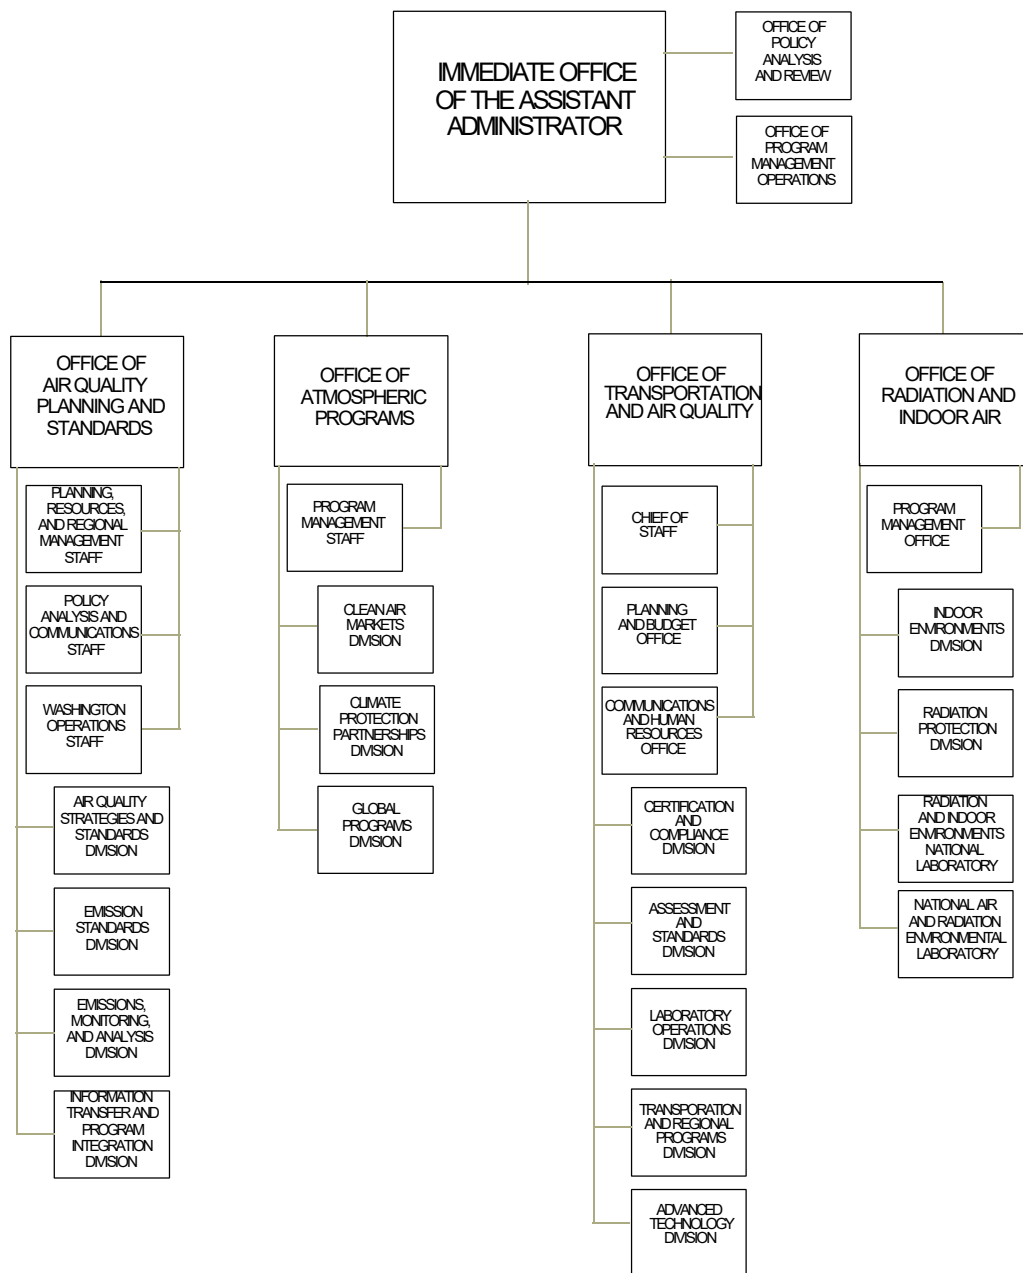 IMMEDIATE OFFICE
OF THE ASSISTANT
ADMINISTRATOR
OFFICE OF
POLICY
ANALYSIS
AND REVIEW
OFFICE OF
PROGRAM
MANAGEMENT
OPERATIONS
OFFICE OF
AIR QUALITY
PLANNING AND
STANDARDS
PLANNING,
RESOURCES,
AND REGIONAL
MANAGEMENT
STAFF
POLICY
ANALYSIS AND
COMMUNICATIONS
STAFF
WASHINGTON
OPERATIONS
STAFF
AIR QUALITY
STRATEGIES AND
STANDARDS
DIVISION
EMISSION
STANDARDS
DIVISION
EMISSIONS,
MONITORING,
AND ANALYSIS
DIVISION
INFORMATION
TRANSFER AND
PROGRAM
INTEGRATION
DIVISION
OFFICE OF
ATMOSPHERIC
PROGRAMS
PROGRAM
MANAGEMENT
STAFF
CLEAN AIR
MARKETS
DIVISION
CLIMATE
PROTECTION
PARTNERSHIPS
DIVISION
GLOBAL
PROGRAMS
DIVISION
OFFICE OF
TRANSPORTATION
AND AIR QUALITY
CHIEF OF
STAFF
PLANNING
AND BUDGET
OFFICE
COMMUNICATIONS
AND HUMAN
RESOURCES
OFFICE
CERTIFICATION
AND
COMPLIANCE
DIVISION
ASSESSMENT
AND
STANDARDS
DIVISION
LABORATORY
OPERATIONS
DIVISION
TRANSPORATION
AND REGIONAL
PROGRAMS
DIVISION
ADVANCED
TECHNOLOGY
DIVISION
OFFICE OF
RADIATION AND
INDOOR AIR
PROGRAM
MANAGEMENT
OFFICE
INDOOR
ENVIRONMENTS
DIVISION
RADIATION
PROTECTION
DIVISION
RADIATION
AND INDOOR
ENVIRONMENTS
NATIONAL
LABORATORY
NATIONAL AIR
AND RADIATION
ENVIRONMENTAL
LABORATORY